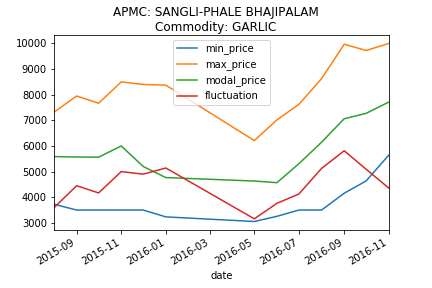 APMC: SANGLI-PHALE BHAJIPALAM
Commodity: GARLIC
min_price
max_price
modal_price
fluctuation
10000
9000
8000
7000
6000
5000
4000
3000
2015-09
2015-11
2016-01
2016-03
2016-05
2016-07
2016-09
2016-11
date